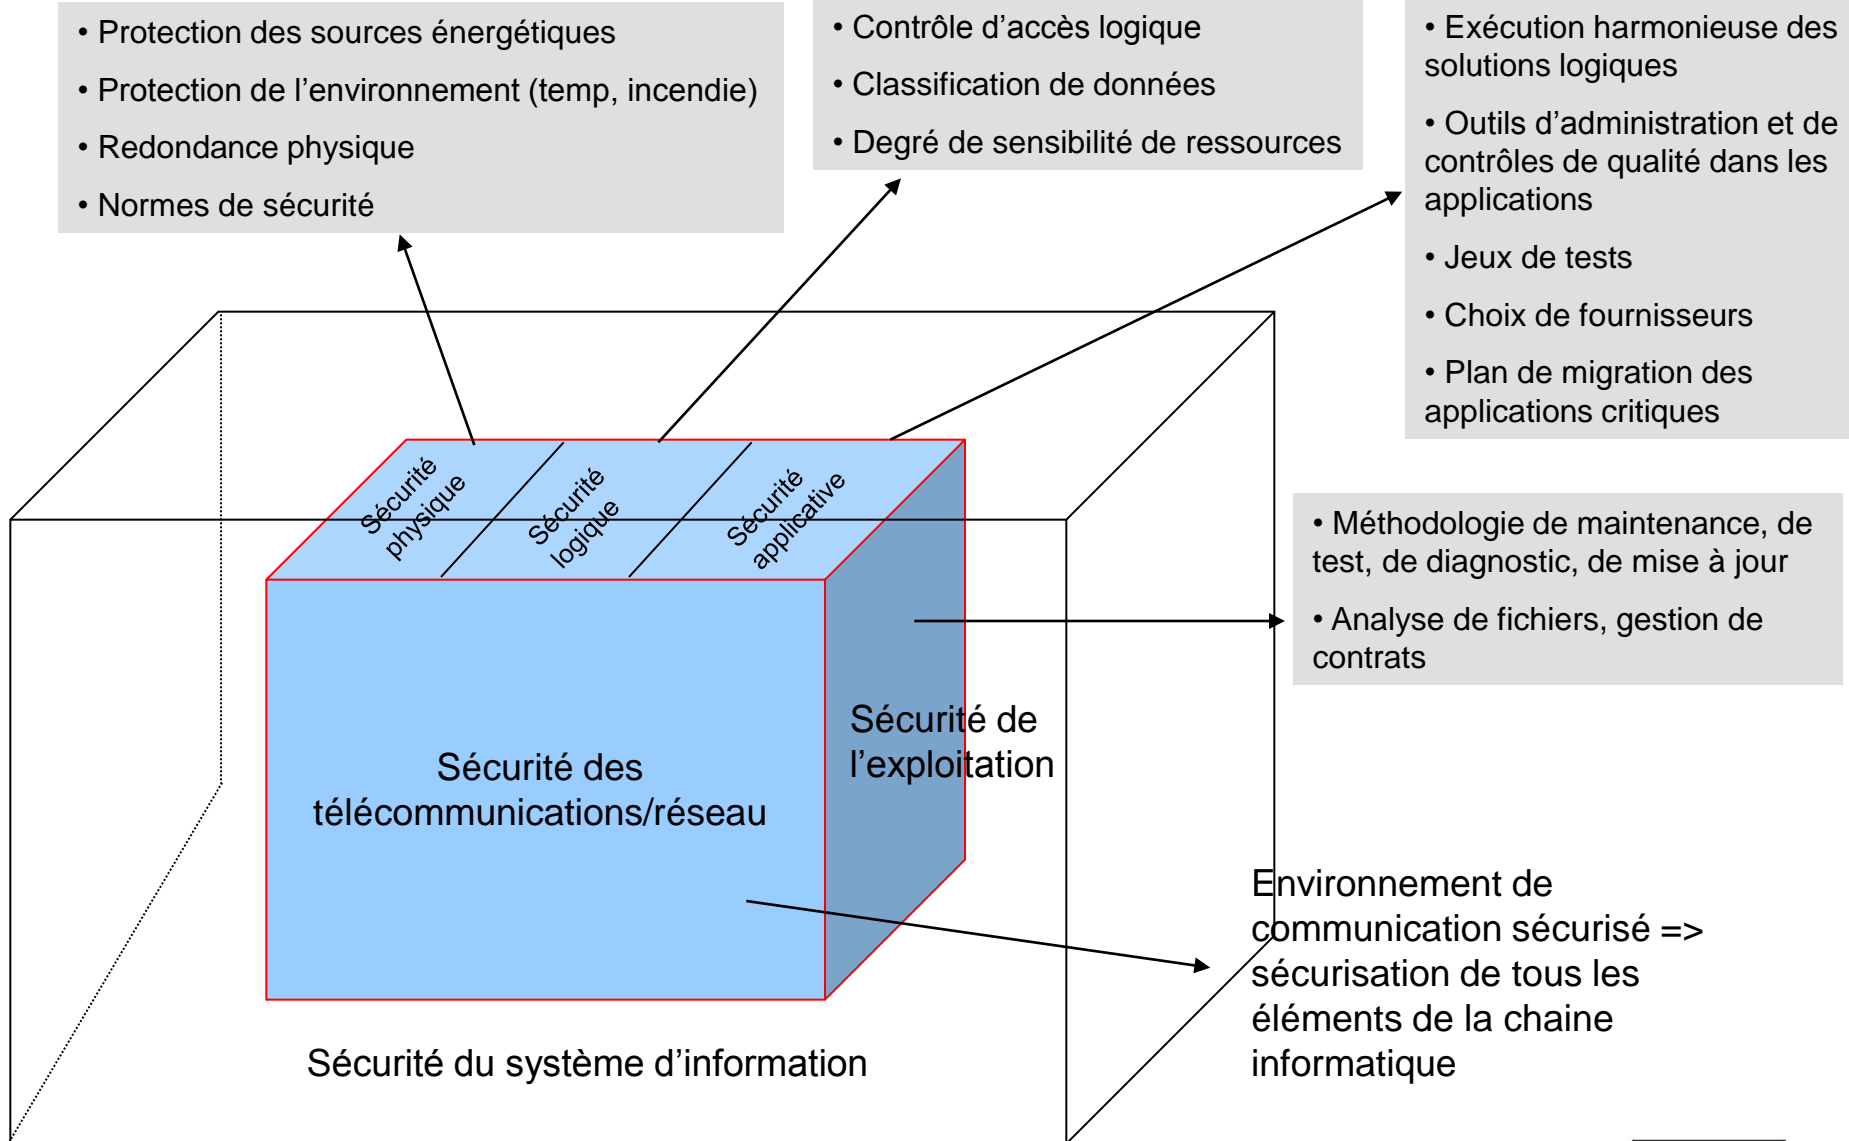 • Protection des sources énergétiques
• Protection de l’environnement (temp, incendie)
• Redondance physique
• Normes de sécurité
• Contrôle d’accès logique
• Classification de données
• Degré de sensibilité de ressources
• Exécution harmonieuse des
solutions logiques
• Outils d’administration et de
contrôles de qualité dans les
applications
• Jeux de tests
• Choix de fournisseurs
• Plan de migration des
applications critiques
Sécurité
physique
Sécurité
logique
Sécurité
applicative
• Méthodologie de maintenance, de
test, de diagnostic, de mise à jour
• Analyse de fichiers, gestion de
contrats
Sécurité de
l’exploitation
Sécurité des
télécommunications/réseau
Environnement de
communication sécurisé =>
sécurisation de tous les
éléments de la chaine
informatique
Sécurité du système d’information